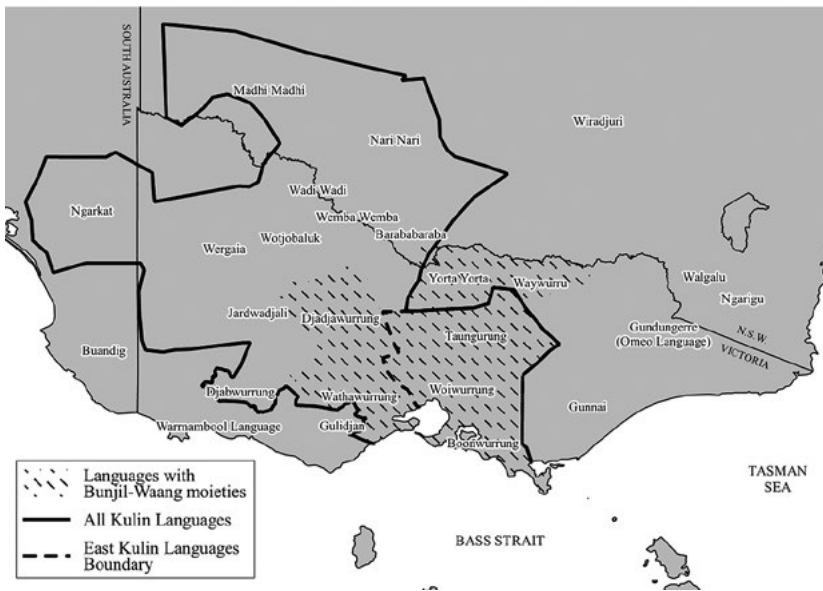 SOUTH AUSTRALIA
Madhi Madhi
Wiradjuri
Nari Nari
Wadi Wadi
Ngarkat
Wemba Wemba
Wotjobaluk
Barababaraba
Wergaia
Yorta Yorta
Waywurru
Walgalu
Ngarigu
Jardwadjali
Djadjawurrung
Taungurung
Gundungerre
(Omeo Language)
N.S.W.
VICTORIA
Buandig
Djabwurrung
Wathawurrung
Woiwurrung
Gunnai
Warrnambool Language
Gulidjan
Boonwurrung
Languages with
Bunjil-Waang moieties
All Kulin Languages
East Kulin Languages
Boundary
TASMAN
SEA
BASS STRAIT